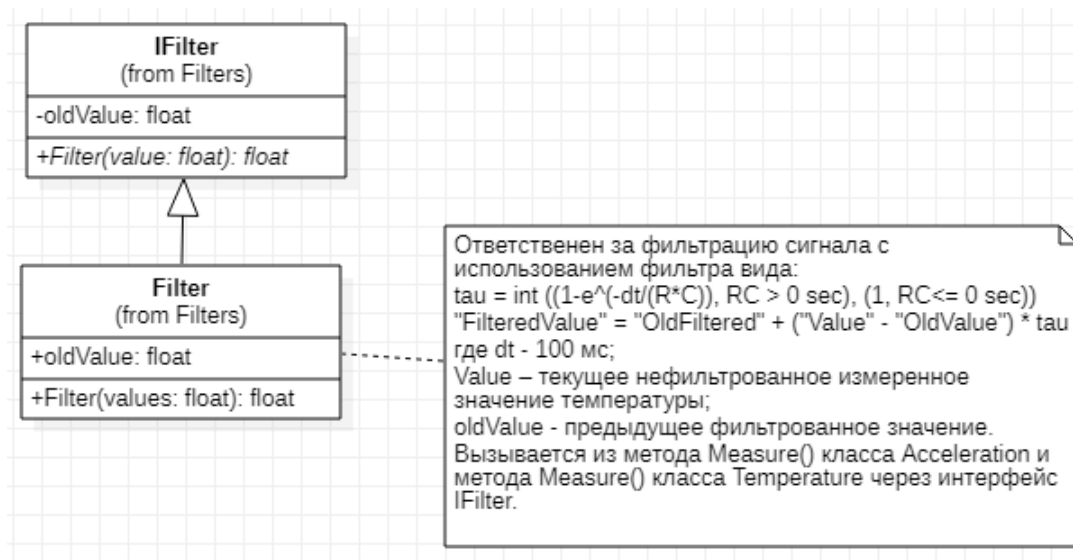 IFilter
(from Filters)
-oldValue: float
+Filter(value: float): float
Filter
(from Filters)
+oldValue: float
+Filter(values: float): float
Ответственен за фильтрацию сигнала с
использованием фильтра вида:
tau = int ((1-e^(-dt/(R*C)), RC > 0 sec), (1, RC<= 0 sec))
"FilteredValue" = "OldFiltered" + ("Value" - "OldValue") * tau
где dt - 100 мс;
Value – текущее нефильтрованное измеренное
значение температуры;
oldValue - предыдущее фильтрованное значение.
Вызывается из метода Measure() класса Acceleration и
метода Measure() класса Temperature через интерфейс
IFilter.